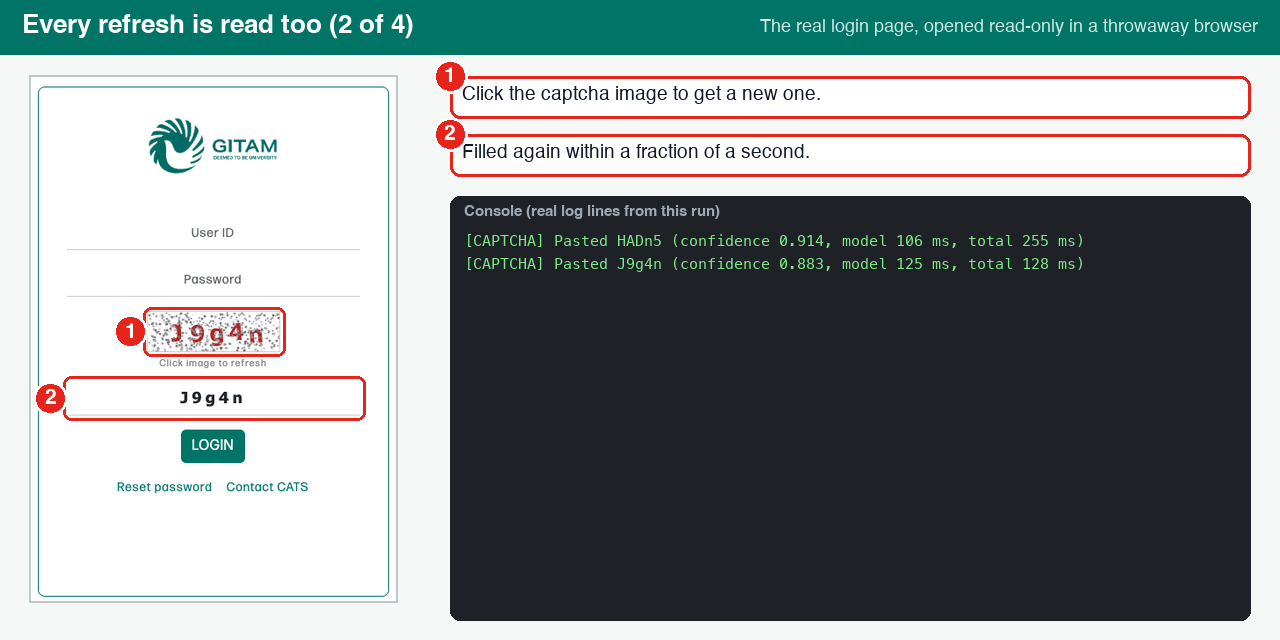 Every refresh is read too (2 of 4)
The real login page, opened read-only in a throwaway browser
GITAM
DEEMED TO BE UNIVERSITY
User ID
Password
1
J9g4n
Click image to refresh
2
J9g4n
LOGIN
Reset password Contact CATS
1
Click the captcha image to get a new one.
2
Filled again within a fraction of a second.
Console (real log lines from this run)
[CAPTCHA] Pasted HADn5 (confidence 0.914, model 106 ms, total 255 ms)
[CAPTCHA] Pasted J9g4n (confidence 0.883, model 125 ms, total 128 ms)